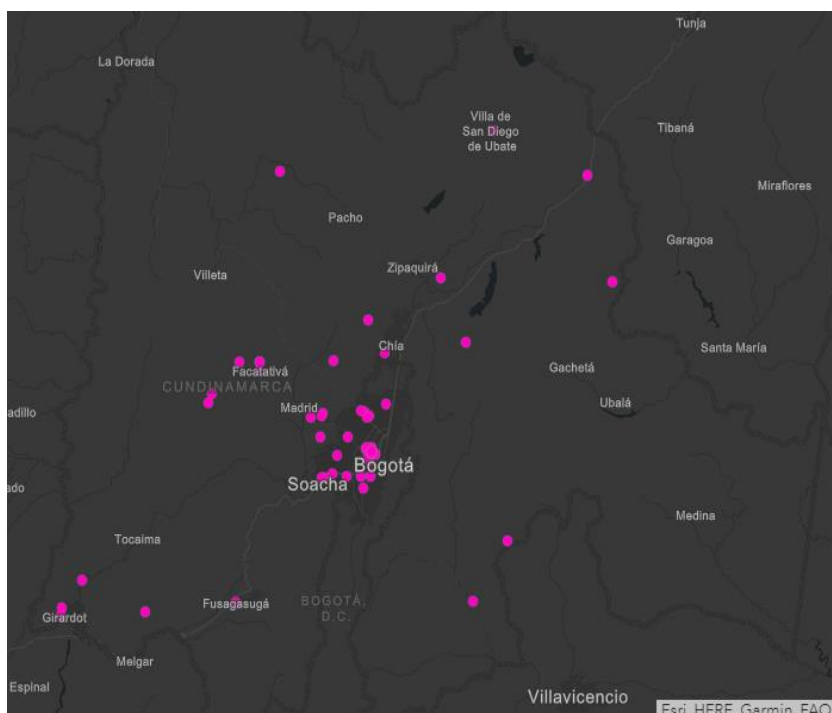 Tunja
La Dorada
Villa de
San Diego
de Ubate
Tibaná
Miraflores
Pacho
Garagoa
Zipaquirá
Villeta
Chía
Santa María
Gachetá
Facatativá
CUNDINAMARCA
Ubalá
Madrid
adillo
Bogotá
Soacha
ado
Medina
Tocaima
Fusagasugá
BOGOTÁ,
D.C.
Girardot
Melgar
Espinal
Villavicencio
Esri, HERE, Garmin, FAO